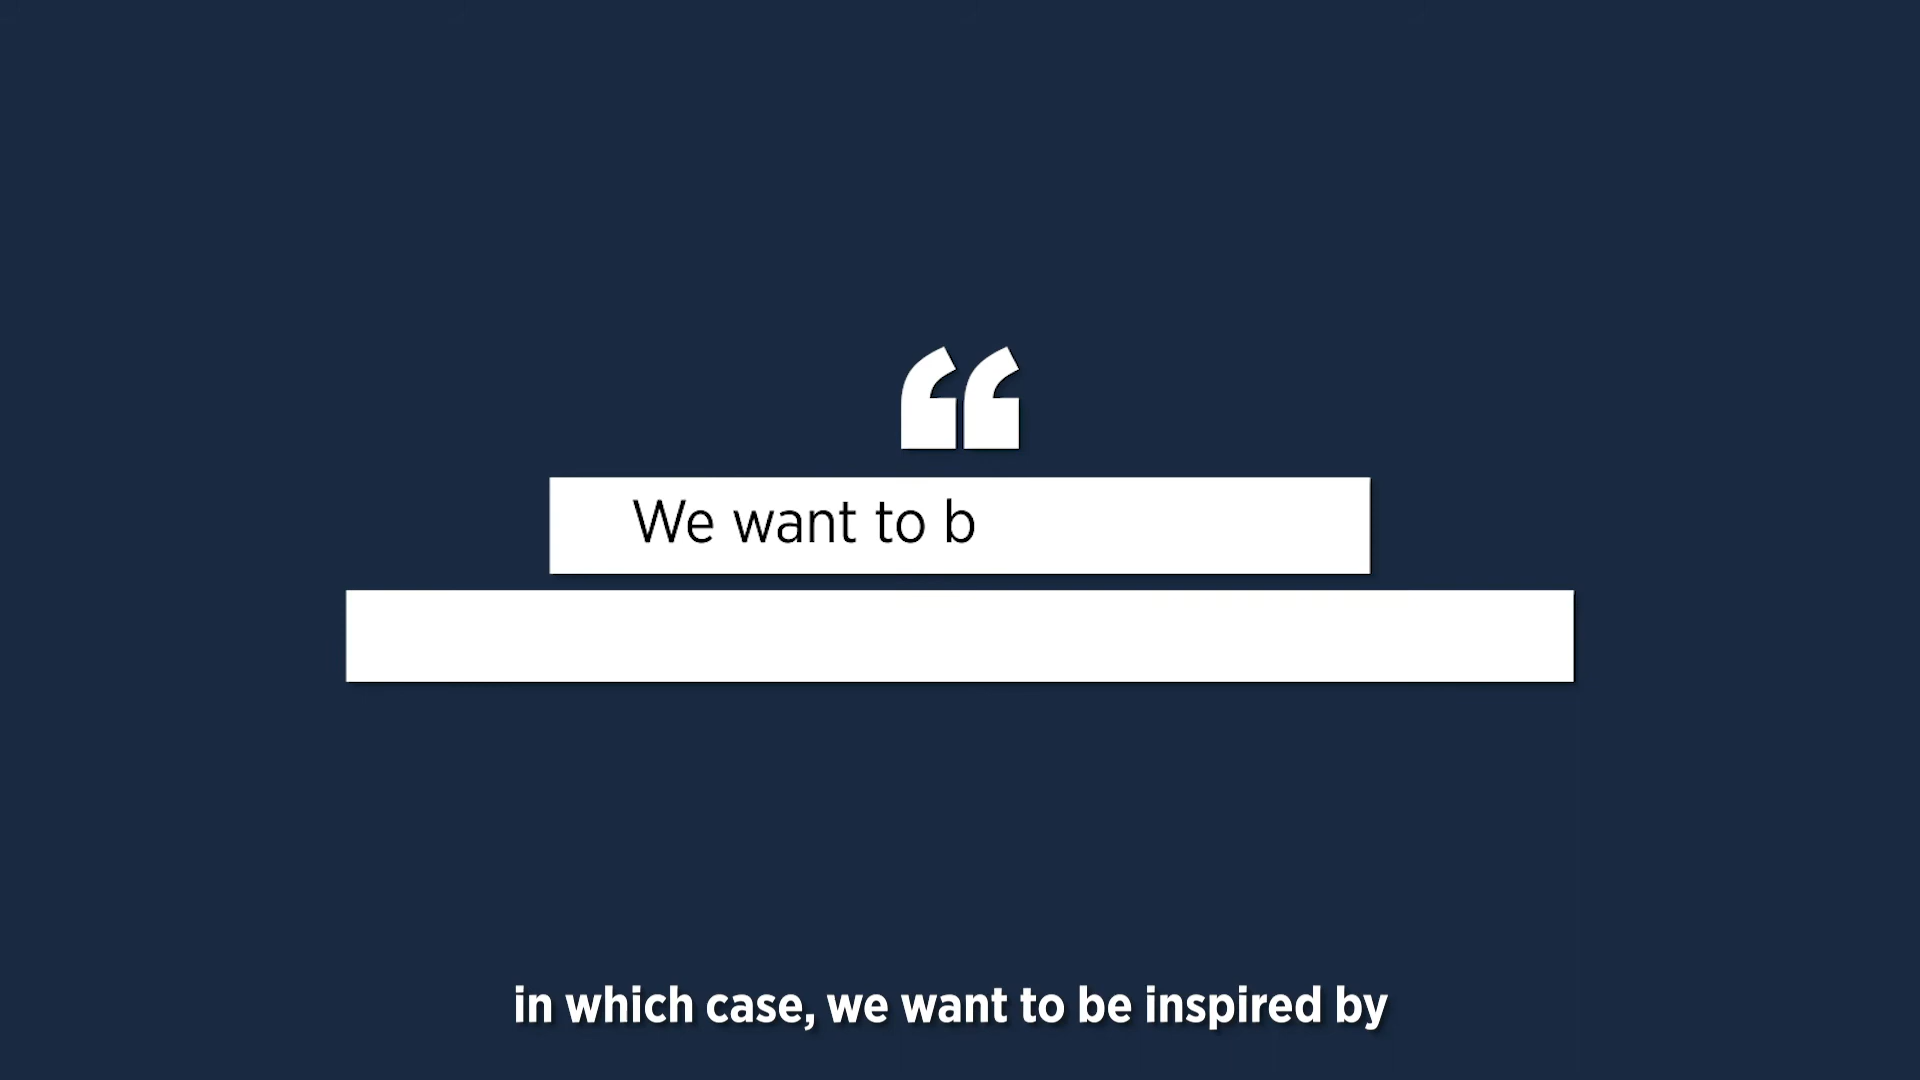 “
We want to b
in which case, we want to be inspired by